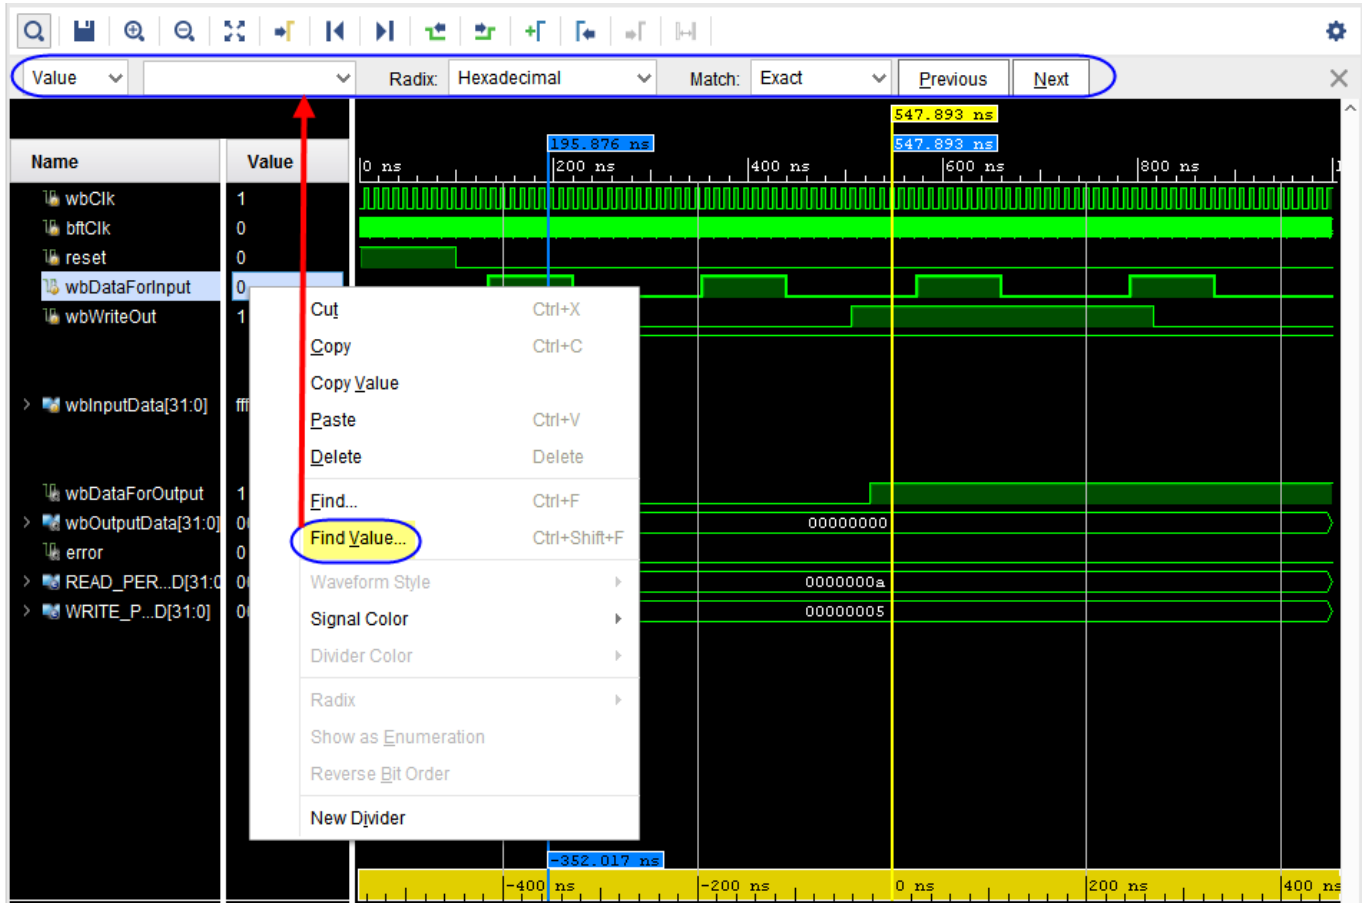 Value Radix: Hexadecimal Match: Exact Previous Next
547.893 ns
195.876 ns 547.893 ns
Name Value 0 ns 200 ns 400 ns 600 ns 800 ns
wbClk 1
bftClk 0
reset 0
wbDataForInput 0
wbWriteOut 1
wbInputData[31:0] fff
wbDataForOutput 1
wbOutputData[31:0] 00 00000000
error 0
READ_PER...D[31:0 00 0000000a
WRITE_P...D[31:0] 00 00000005
Cut Ctrl+X
Copy Ctrl+C
Copy Value
Paste Ctrl+V
Delete Delete
Find... Ctrl+F
Find Value... Ctrl+Shift+F
Waveform Style
Signal Color
Divider Color
Radix
Show as Enumeration
Reverse Bit Order
New Divider
-352.017 ns
-400 ns -200 ns 0 ns 200 ns 400 ns